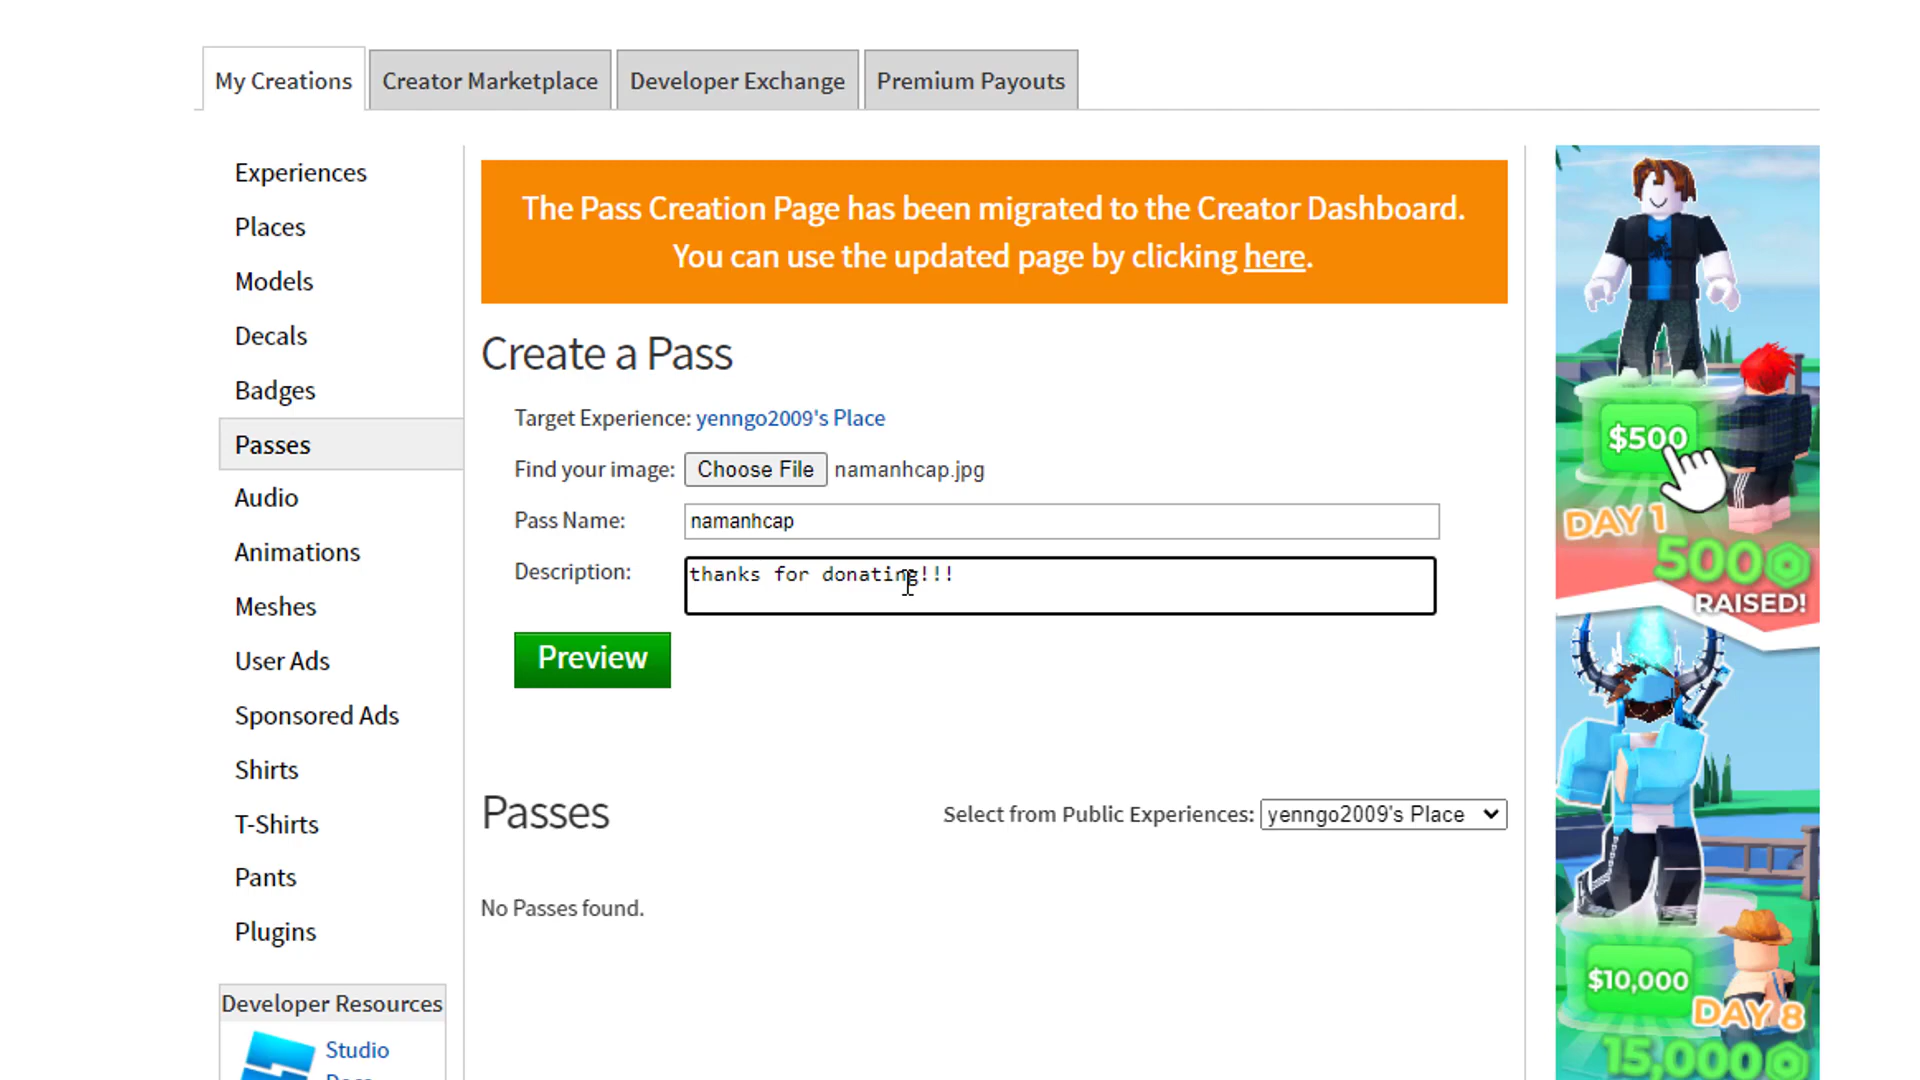 My Creations
Creator Marketplace
Developer Exchange
Premium Payouts
Experiences
Places
Models
Decals
Badges
Passes
Audio
Animations
Meshes
User Ads
Sponsored Ads
Shirts
T-Shirts
Pants
Plugins
Developer Resources
Studio
The Pass Creation Page has been migrated to the Creator Dashboard.
You can use the updated page by clicking here.
Create a Pass
Target Experience: yenngo2009's Place
Find your image: Choose File namanhcap.jpg
Pass Name: namanhcap
Description: thanks for donating!!!
Preview
Passes
Select from Public Experiences: yenngo2009's Place
No Passes found.
$500
DAY 1
500
RAISED!
$10,000
DAY 8
15,000